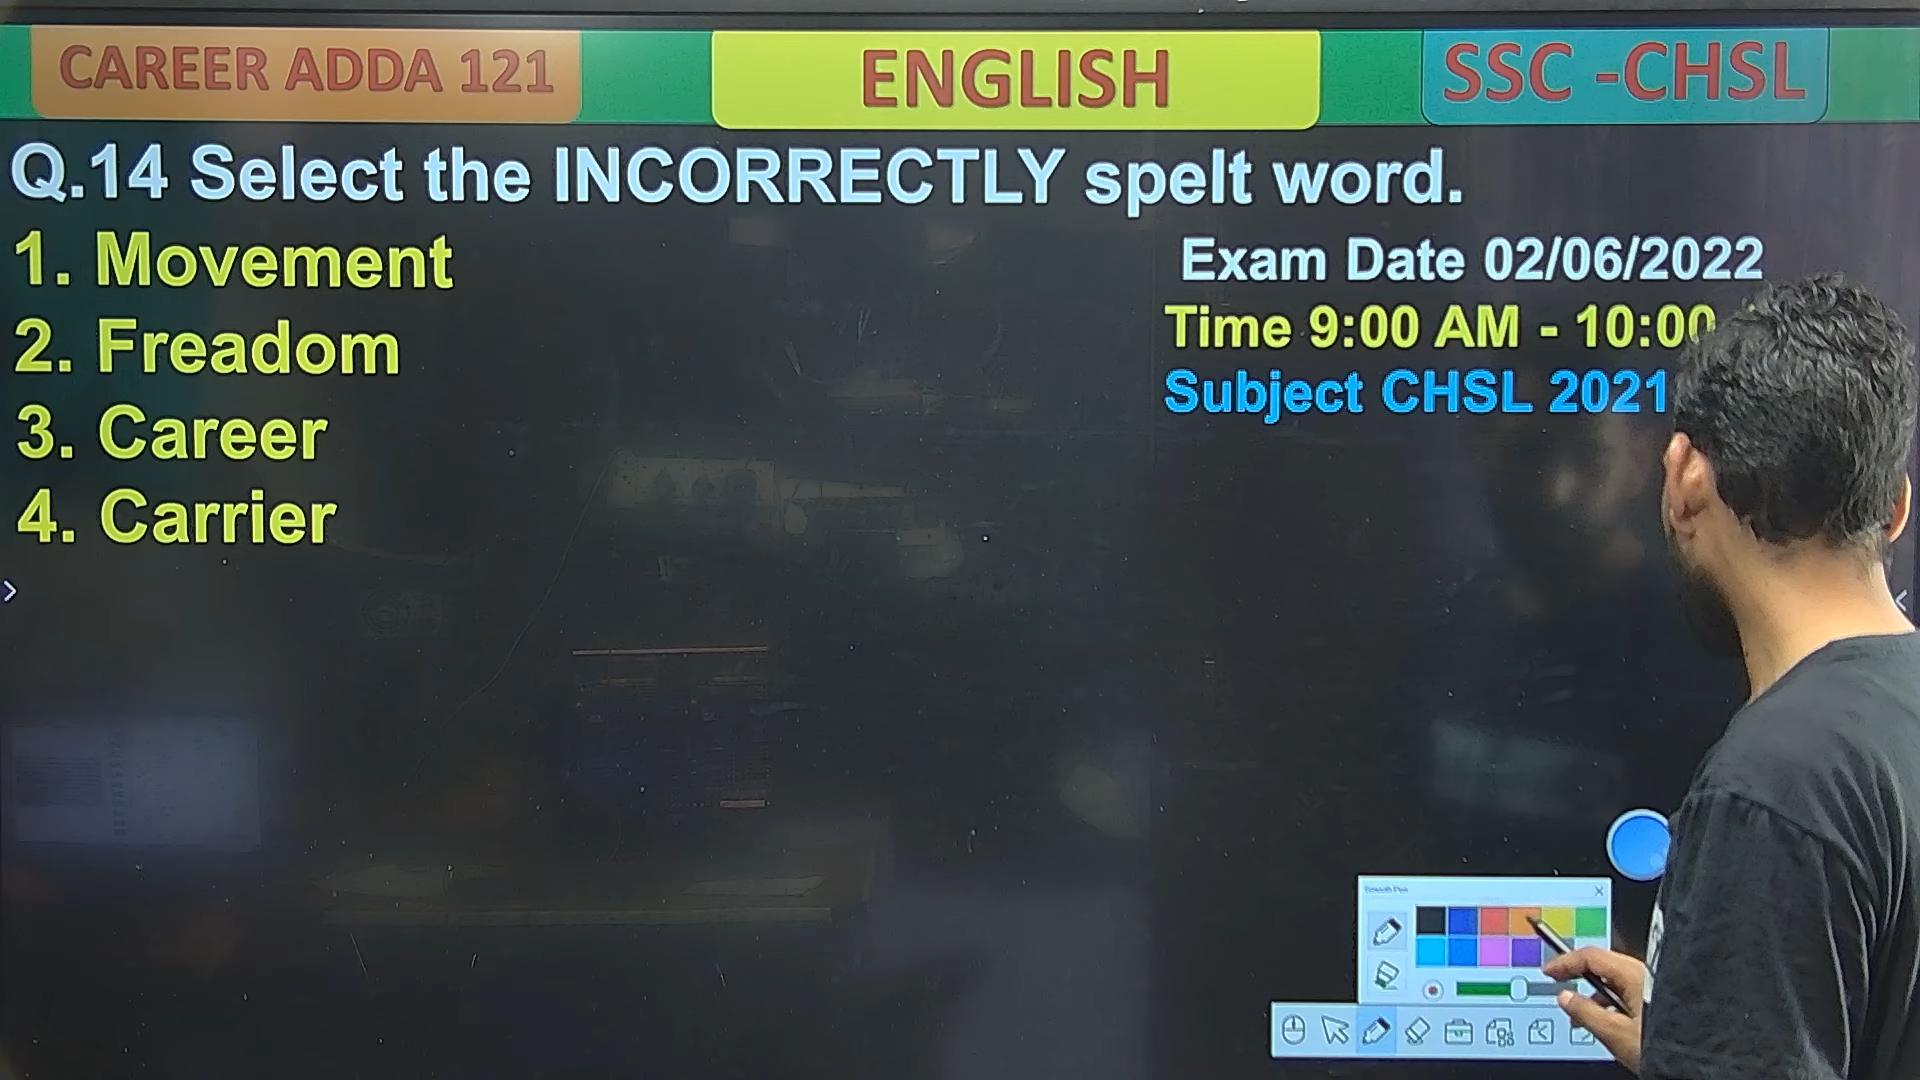 CAREER ADDA 121
ENGLISH
SSC -CHSL
Q.14 Select the INCORRECTLY spelt word.
1. Movement
2. Freadom
3. Career
4. Carrier
Exam Date 02/06/2022
Time 9:00 AM - 10:00
Subject CHSL 2021